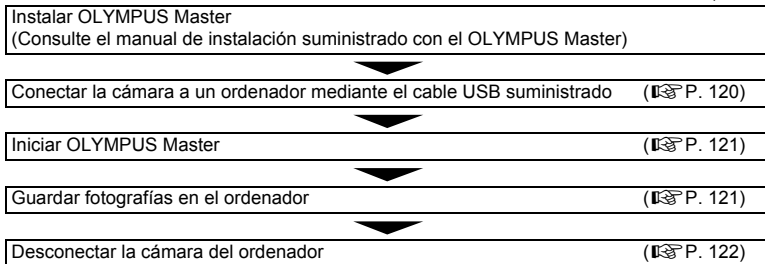 Instalar OLYMPUS Master
(Consulte el manual de instalación suministrado con el OLYMPUS Master)
Conectar la cámara a un ordenador mediante el cable USB suministrado (☞P. 120)
Iniciar OLYMPUS Master (☞P. 121)
Guardar fotografías en el ordenador (☞P. 121)
Desconectar la cámara del ordenador (☞P. 122)